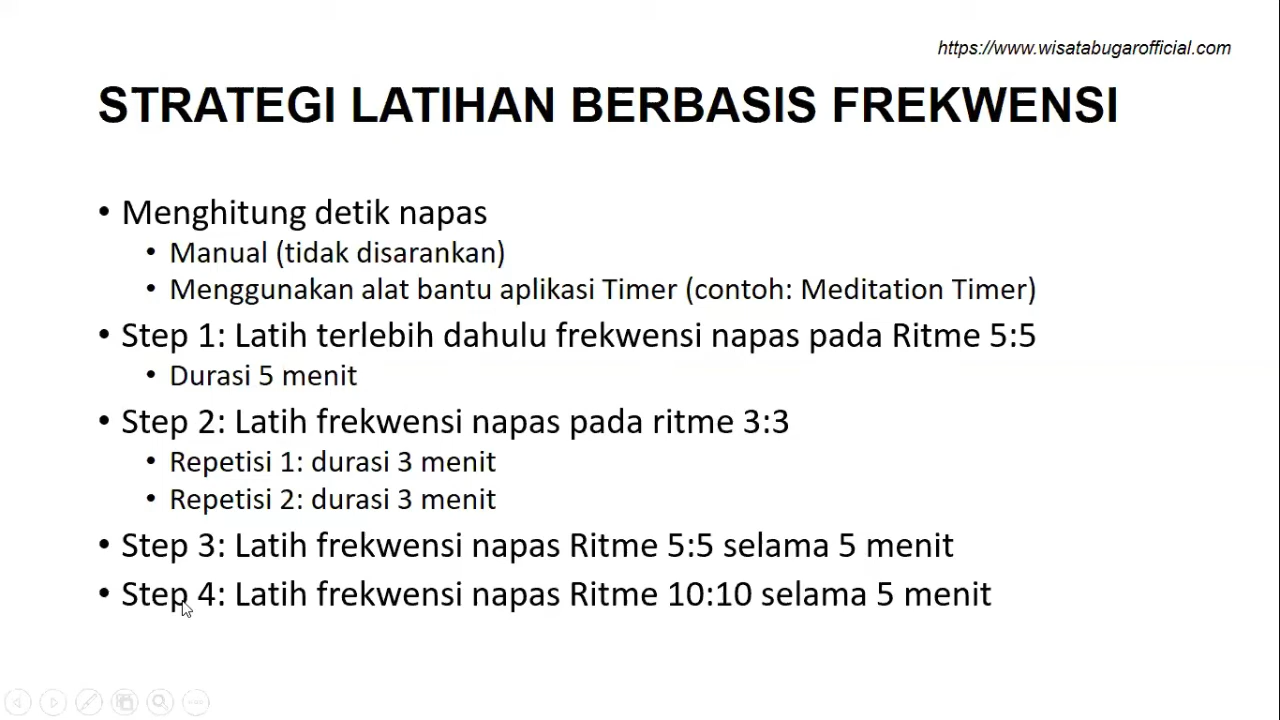 https://www.wisatabugarofficial.com
STRATEGI LATIHAN BERBASIS FREKWENSI
• Menghitung detik napas
• Manual (tidak disarankan)
• Menggunakan alat bantu aplikasi Timer (contoh: Meditation Timer)
• Step 1: Latih terlebih dahulu frekwensi napas pada Ritme 5:5
• Durasi 5 menit
• Step 2: Latih frekwensi napas pada ritme 3:3
• Repetisi 1: durasi 3 menit
• Repetisi 2: durasi 3 menit
• Step 3: Latih frekwensi napas Ritme 5:5 selama 5 menit
• Step 4: Latih frekwensi napas Ritme 10:10 selama 5 menit